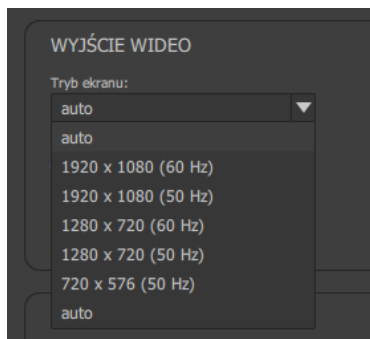 WYJŚCIE WIDEO
Tryb ekranu:
auto
auto
1920 x 1080 (60 Hz)
1920 x 1080 (50 Hz)
1280 x 720 (60 Hz)
1280 x 720 (50 Hz)
720 x 576 (50 Hz)
auto